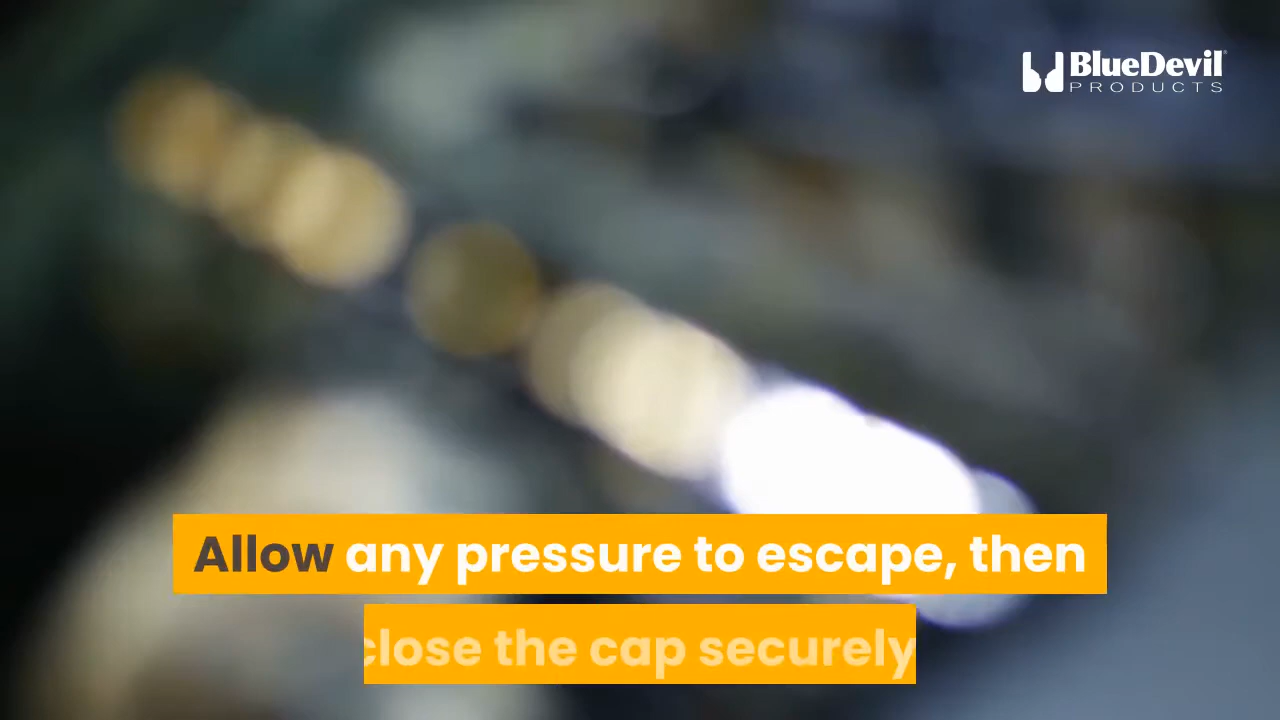 BlueDevil
PRODUCTS
Allow any pressure to escape, then
close the cap securely